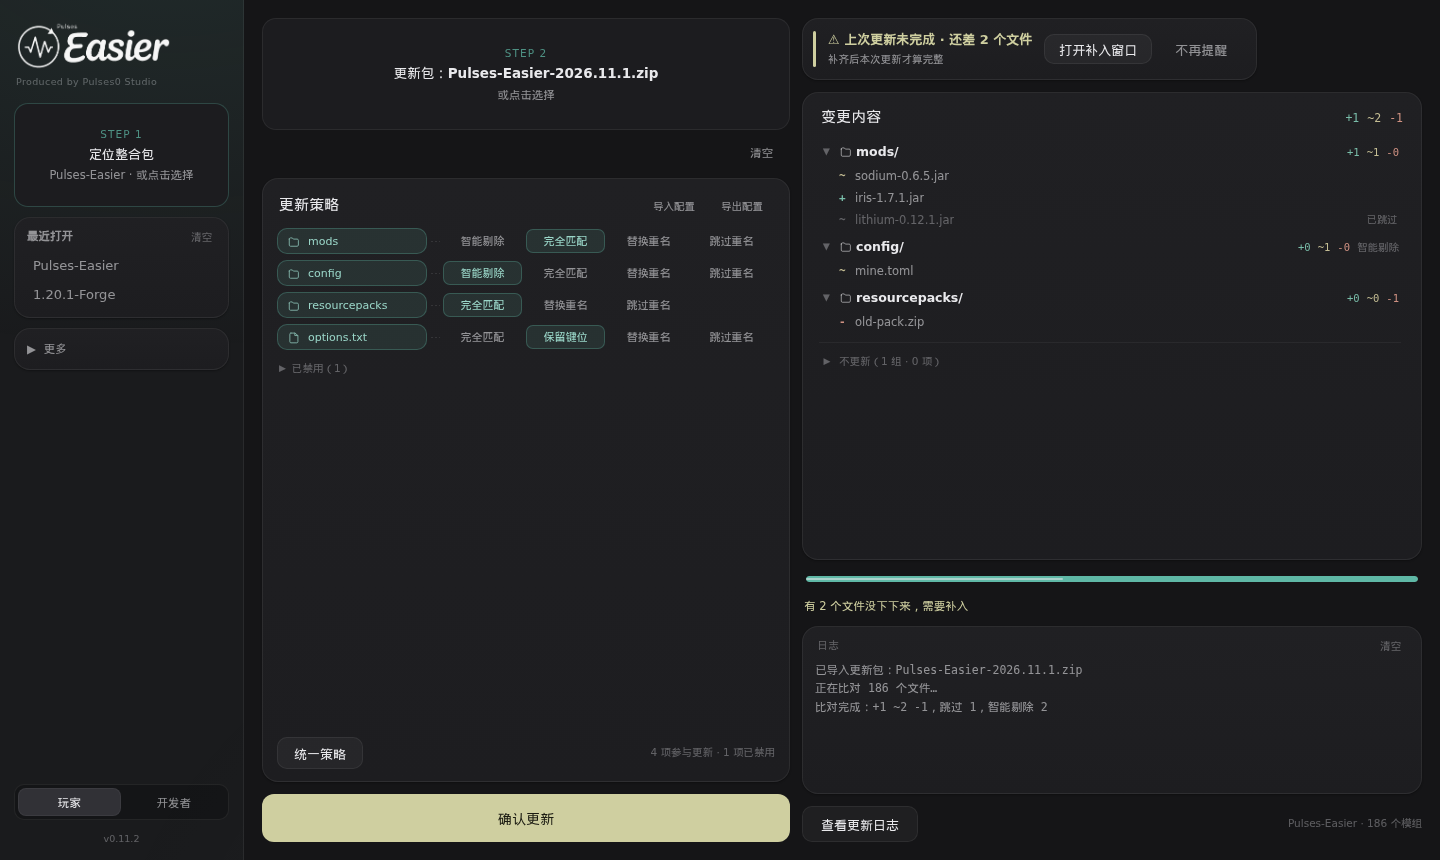 Pulses
Easier
Produced by Pulses0 Studio
STEP 1
定位整合包
Pulses-Easier · 或点击选择
最近打开 清空
Pulses-Easier
1.20.1-Forge
▶ 更多
玩家 开发者
v0.11.2
STEP 2
更新包：Pulses-Easier-2026.11.1.zip
或点击选择
清空
更新策略 导入配置 导出配置
mods ··· 智能剔除 完全匹配 替换重名 跳过重名
config ··· 智能剔除 完全匹配 替换重名 跳过重名
resourcepacks ··· 完全匹配 替换重名 跳过重名
options.txt ··· 完全匹配 保留键位 替换重名 跳过重名
▶ 已禁用（1）
统一策略 4 项参与更新 · 1 项已禁用
确认更新
⚠ 上次更新未完成 · 还差 2 个文件
补齐后本次更新才算完整
打开补入窗口 不再提醒
变更内容 +1 ~2 -1
▼ mods/ +1 ~1 -0
~ sodium-0.6.5.jar
+ iris-1.7.1.jar
~ lithium-0.12.1.jar 已跳过
▼ config/ +0 ~1 -0 智能剔除
~ mine.toml
▼ resourcepacks/ +0 ~0 -1
- old-pack.zip
▶ 不更新（1 组 · 0 项）
有 2 个文件没下下来，需要补入
日志 清空
已导入更新包：Pulses-Easier-2026.11.1.zip
正在比对 186 个文件…
比对完成：+1 ~2 -1，跳过 1，智能剔除 2
查看更新日志 Pulses-Easier · 186 个模组